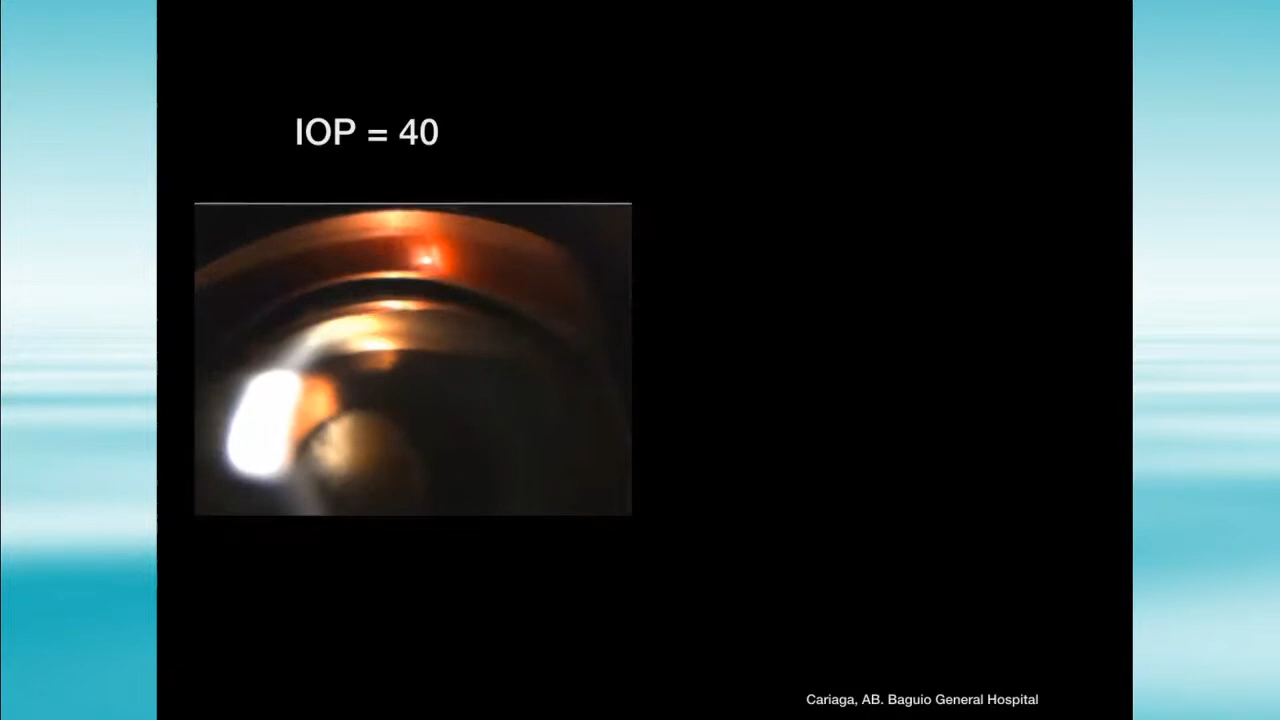 IOP = 40
Cariaga, AB. Baguio General Hospital